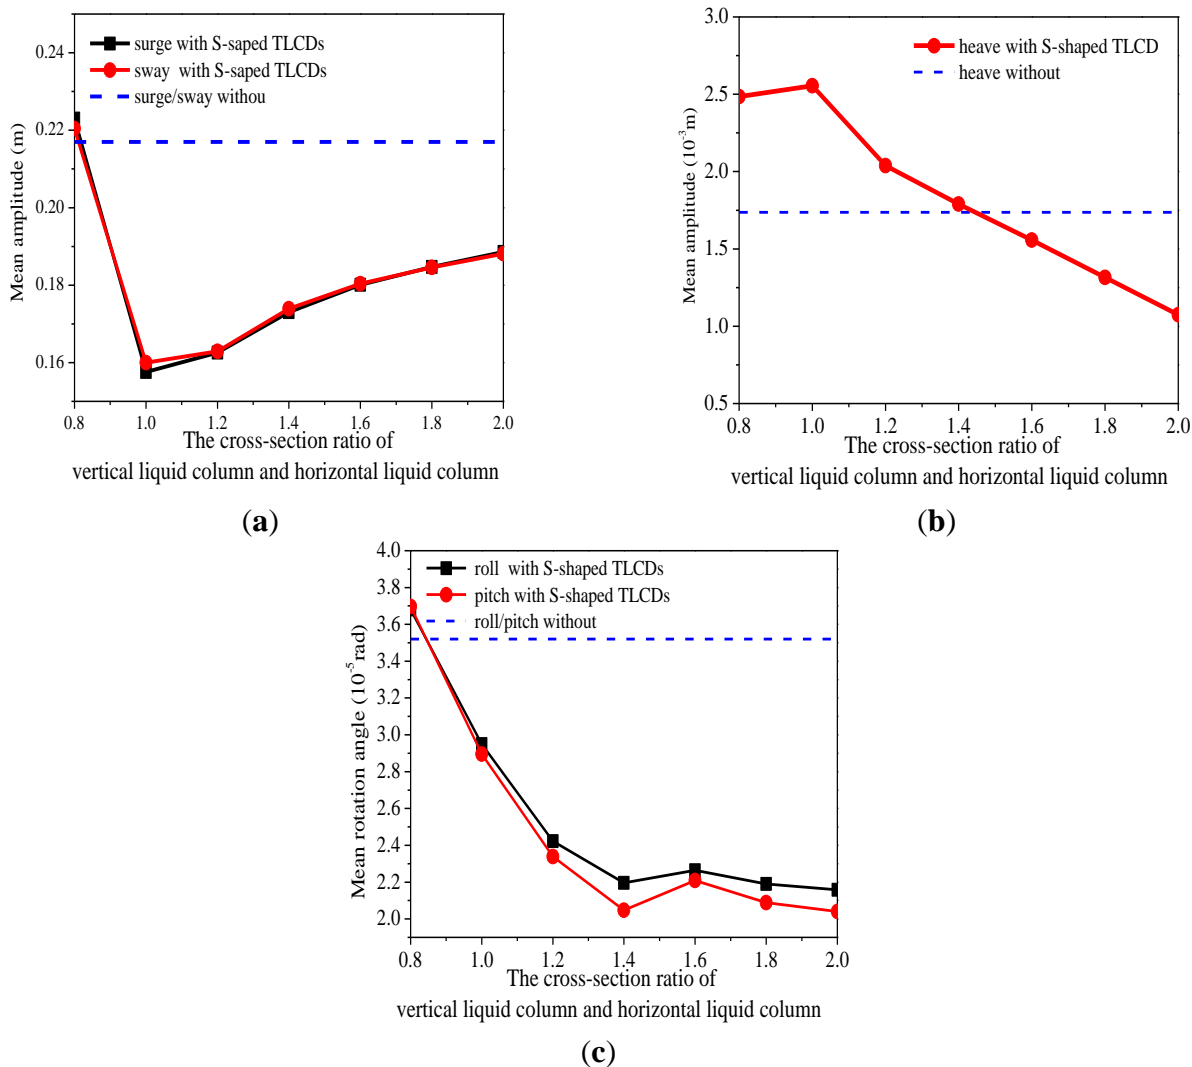 0.24
0.22
0.20
0.18
0.16
Mean amplitude (m)
surge with S-saped TLCDs
sway with S-saped TLCDs
surge/sway withou
0.8 1.0 1.2 1.4 1.6 1.8 2.0
The cross-section ratio of
vertical liquid column and horizontal liquid column
(a)
3.0
2.5
2.0
1.5
1.0
0.5
Mean amplitude (10⁻³m)
heave with S-shaped TLCD
heave without
0.8 1.0 1.2 1.4 1.6 1.8 2.0
The cross-section ratio of
vertical liquid column and horizontal liquid column
(b)
4.0
3.8
3.6
3.4
3.2
3.0
2.8
2.6
2.4
2.2
2.0
Mean rotation angle (10⁻⁵rad)
roll with S-shaped TLCDs
pitch with S-shaped TLCDs
roll/pitch without
0.8 1.0 1.2 1.4 1.6 1.8 2.0
The cross-section ratio of
vertical liquid column and horizontal liquid column
(c)